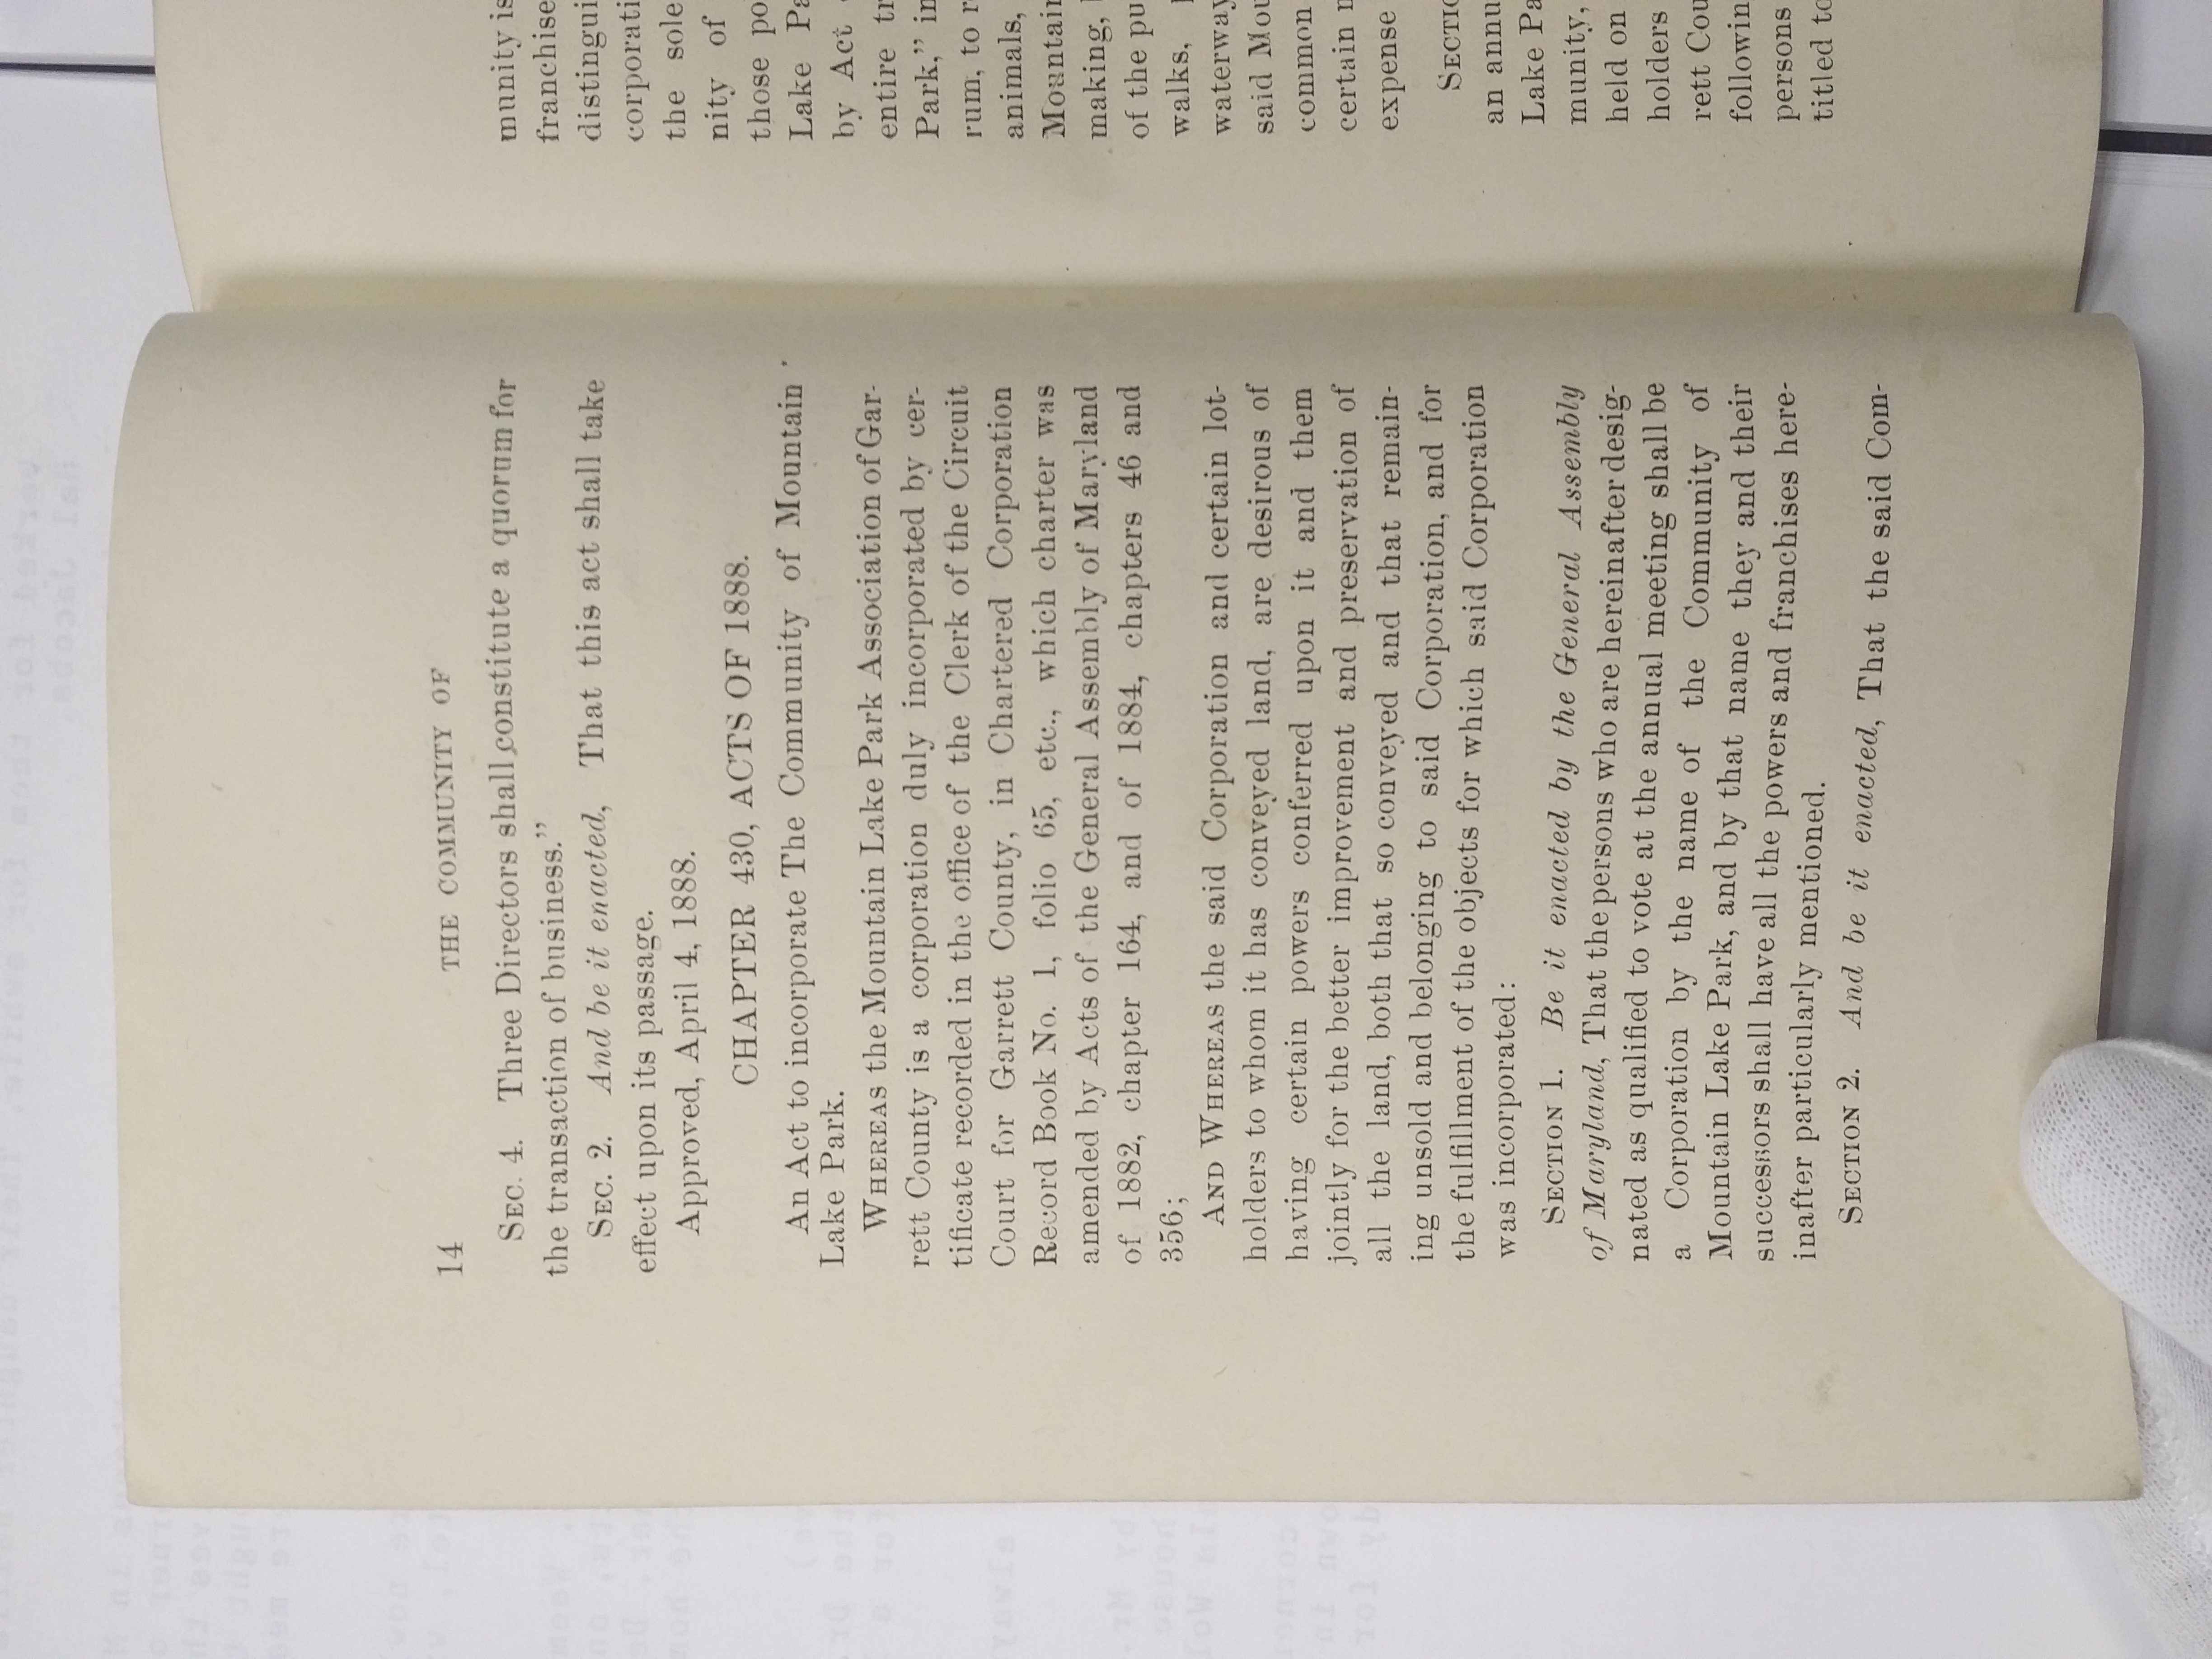 14 THE COMMUNITY OF
SEC. 4. Three Directors shall constitute a quorum for
the transaction of business."
SEC. 2. And be it enacted, That this act shall take
effect upon its passage.
Approved, April 4, 1888.
CHAPTER 430, ACTS OF 1888.
An Act to incorporate The Community of Mountain
Lake Park.
WHEREAS the Mountain Lake Park Association of Gar-
rett County is a corporation duly incorporated by cer-
tificate recorded in the office of the Clerk of the Circuit
Court for Garrett County, in Chartered Corporation
Record Book No. 1, folio 65, etc., which charter was
amended by Acts of the General Assembly of Maryland
of 1882, chapter 164, and of 1884, chapters 46 and
356;
AND WHEREAS the said Corporation and certain lot-
holders to whom it has conveyed land, are desirous of
having certain powers conferred upon it and them
jointly for the better improvement and preservation of
all the land, both that so conveyed and that remain-
ing unsold and belonging to said Corporation, and for
the fulfillment of the objects for which said Corporation
was incorporated:
SECTION 1. Be it enacted by the General Assembly
of Maryland, That the persons who are hereinafter desig-
nated as qualified to vote at the annual meeting shall be
a Corporation by the name of the Community of
Mountain Lake Park, and by that name they and their
successors shall have all the powers and franchises here-
inafter particularly mentioned.
SECTION 2. And be it enacted, That the said Com-
munity is
franchise
distingui
corporati
the sole
nity of
those po
Lake Pa
by Act
entire tr
Park," in
rum, to r
animals,
Mountain
making,
of the pu
walks,
waterway
said Mou
common
certain m
expense
SECTIO
an annu
Lake Pa
munity,
held on
holders
rett Cou
followin
persons
titled to